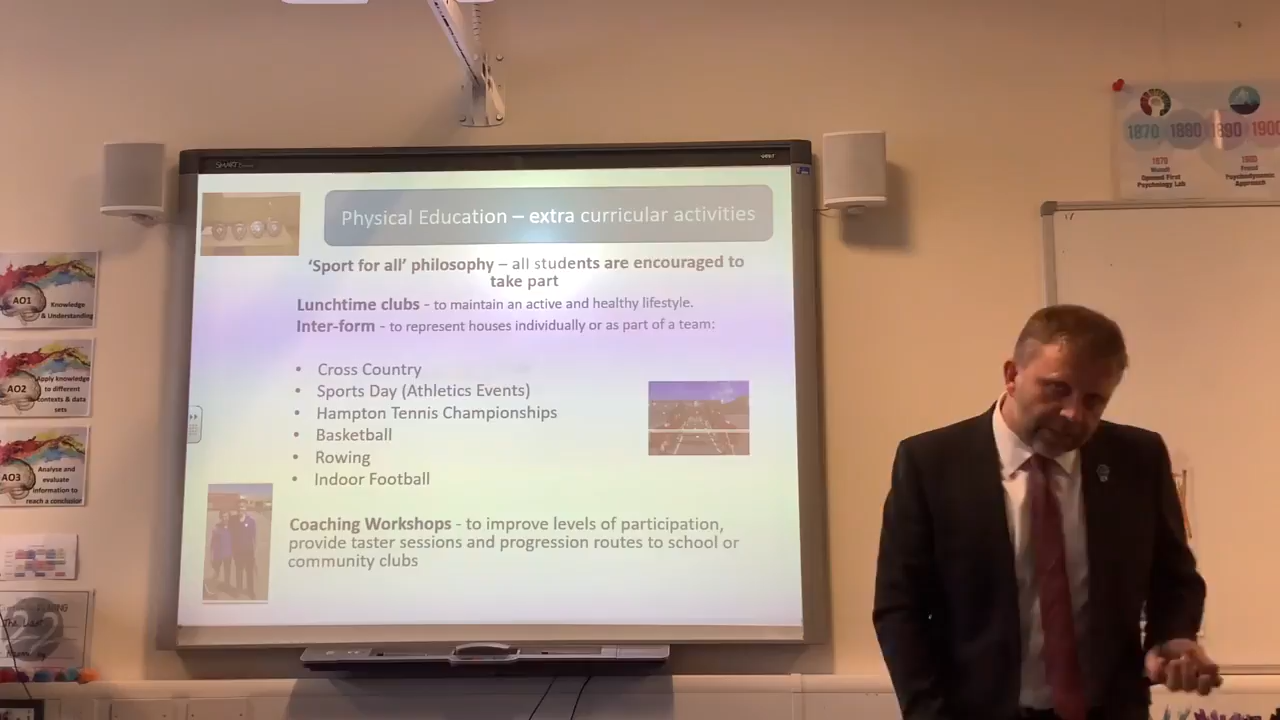 SMART
Physical Education – extra curricular activities
'Sport for all' philosophy – all students are encouraged to
take part
Lunchtime clubs - to maintain an active and healthy lifestyle.
Inter-form - to represent houses individually or as part of a team:
• Cross Country
• Sports Day (Athletics Events)
• Hampton Tennis Championships
• Basketball
• Rowing
• Indoor Football
Coaching Workshops - to improve levels of participation,
provide taster sessions and progression routes to school or
community clubs
AO1
Knowledge
& Understanding
AO2
Apply knowledge
to different
contexts & data
sets
AO3
Analyse and
evaluate
information to
reach a conclusion
1870 1880 1890 1900
1879
Wundt
Opened First
Psychology Lab
1900
Freud
Psychodynamic
Approach